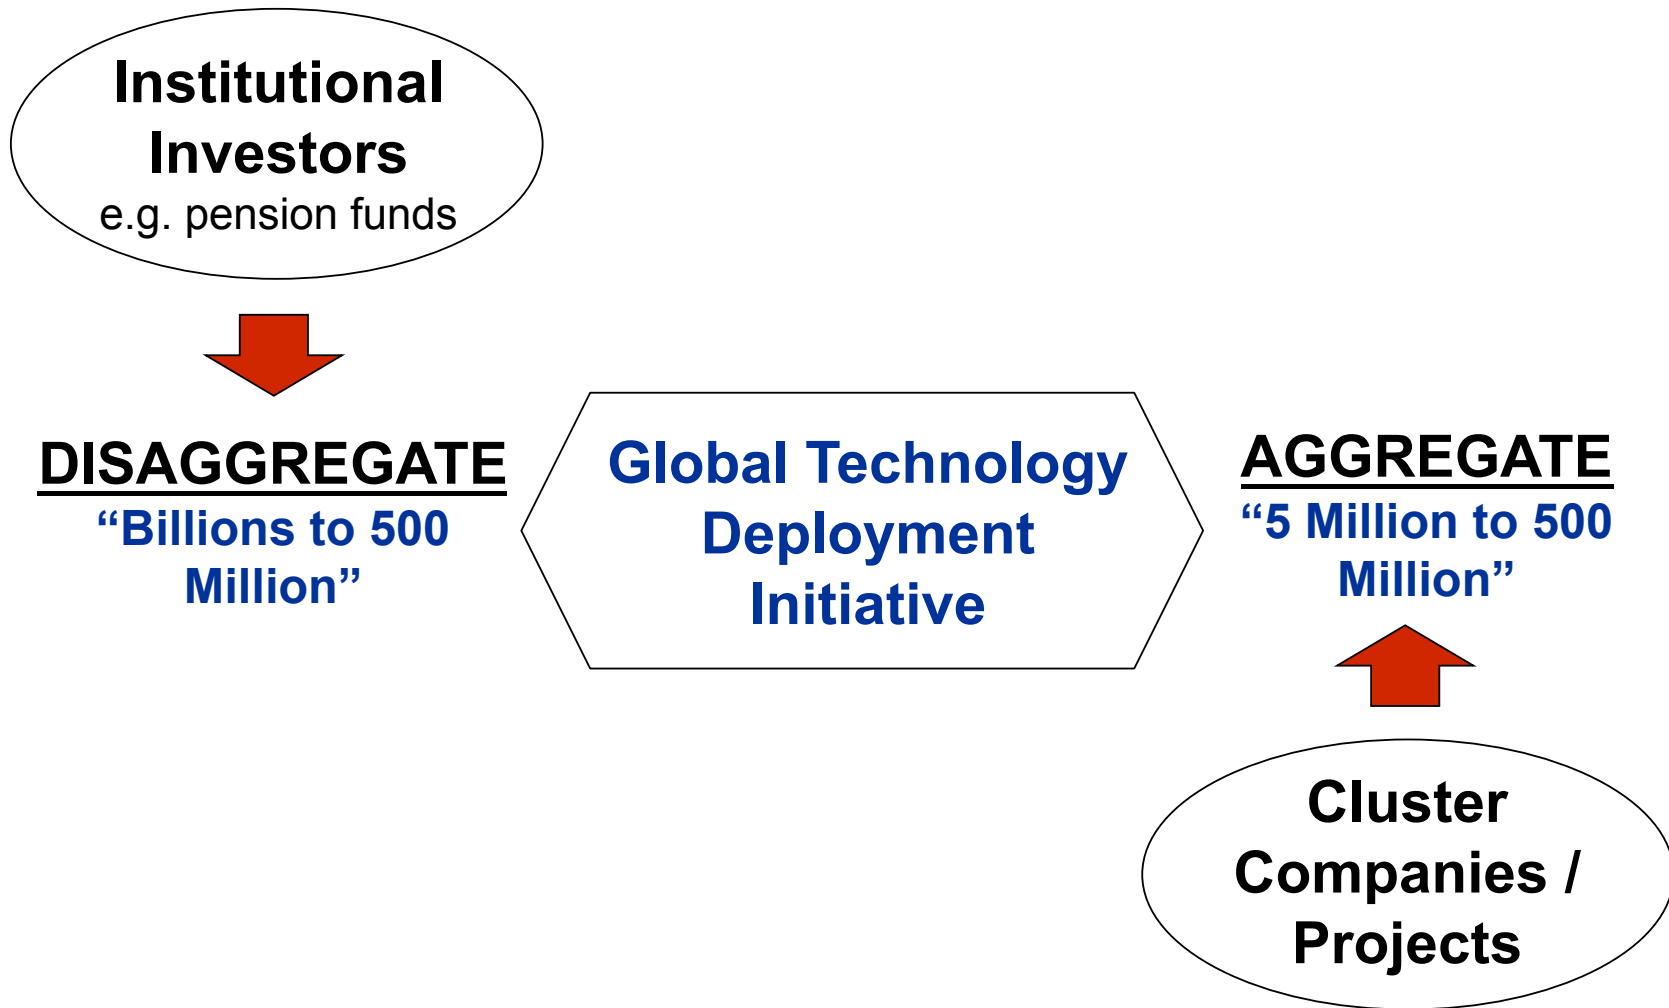 Institutional
Investors
e.g. pension funds
DISAGGREGATE
“Billions to 500
Million”
Global Technology
Deployment
Initiative
AGGREGATE
“5 Million to 500
Million”
Cluster
Companies /
Projects